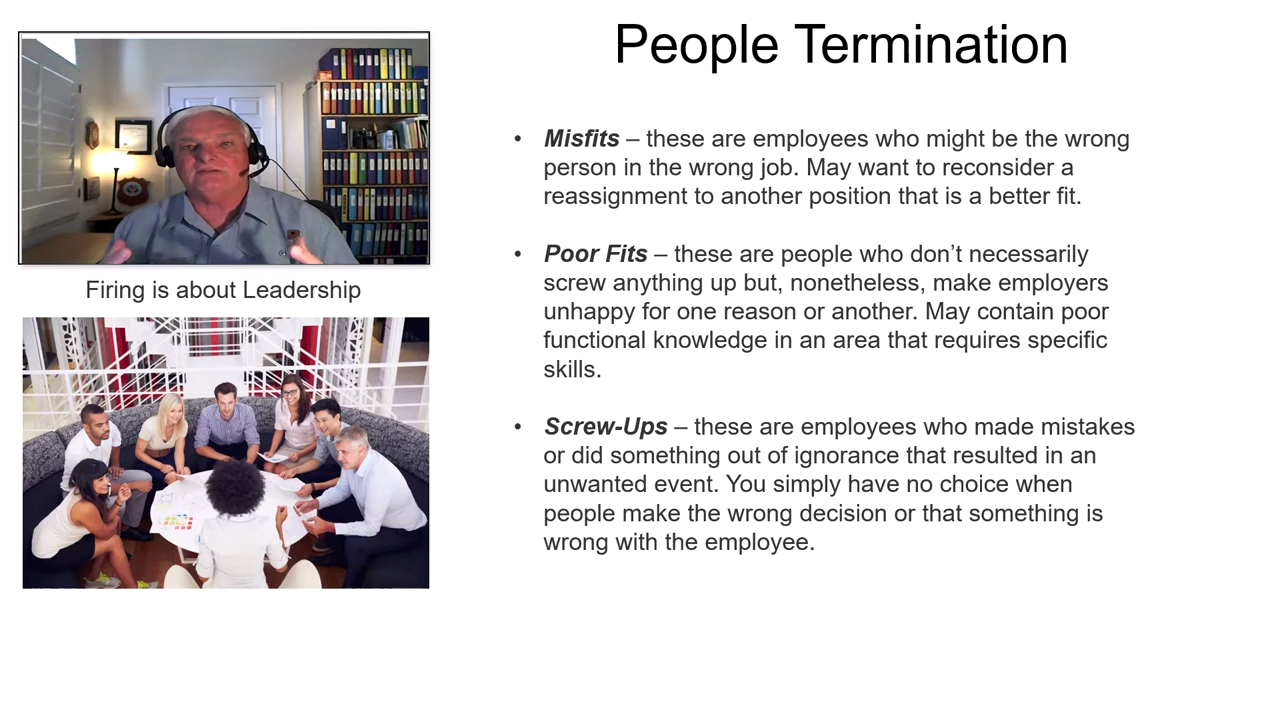 People Termination
Firing is about Leadership
• Misfits – these are employees who might be the wrong
person in the wrong job. May want to reconsider a
reassignment to another position that is a better fit.
• Poor Fits – these are people who don’t necessarily
screw anything up but, nonetheless, make employers
unhappy for one reason or another. May contain poor
functional knowledge in an area that requires specific
skills.
• Screw-Ups – these are employees who made mistakes
or did something out of ignorance that resulted in an
unwanted event. You simply have no choice when
people make the wrong decision or that something is
wrong with the employee.